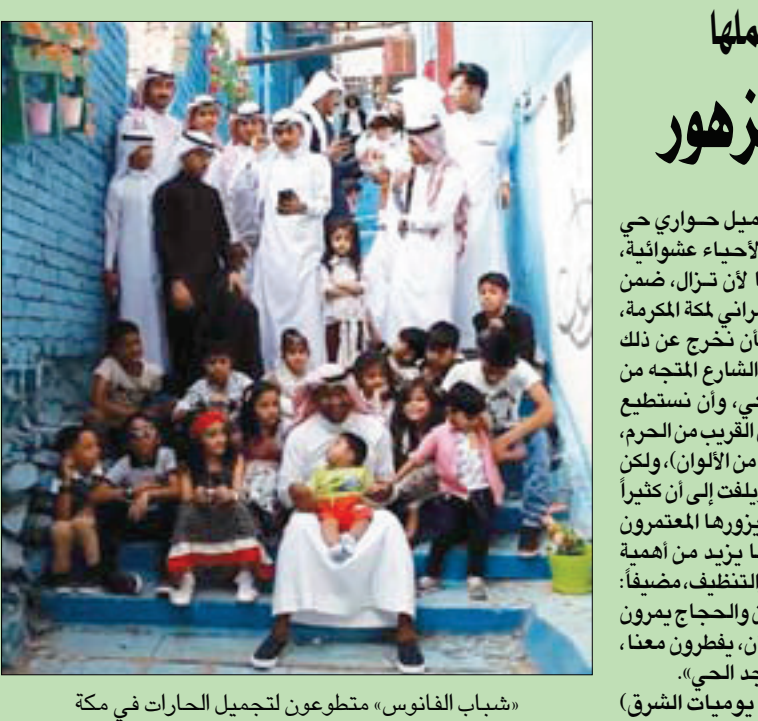 ملها
زهور
ميل حواري حي
لأحياء عشوائية،
ا لأن تزال، ضمن
راني لمكة المكرمة،
أن نخرج عن ذلك
الشارع المتجه من
ني، وأن نستطيع
القريب من الحرم،
من الألوان)، ولكن
يلفت إلى أن كثيراً
يزورها المعتمرون
ا يزيد من أهمية
التنظيف، مضيفاً:
ن والحجاج يمرون
ن، يفطرون معنا،
جد الحي».
يوميات الشرق)
«شباب الفانوس» متطوعون لتجميل الحارات في مكة